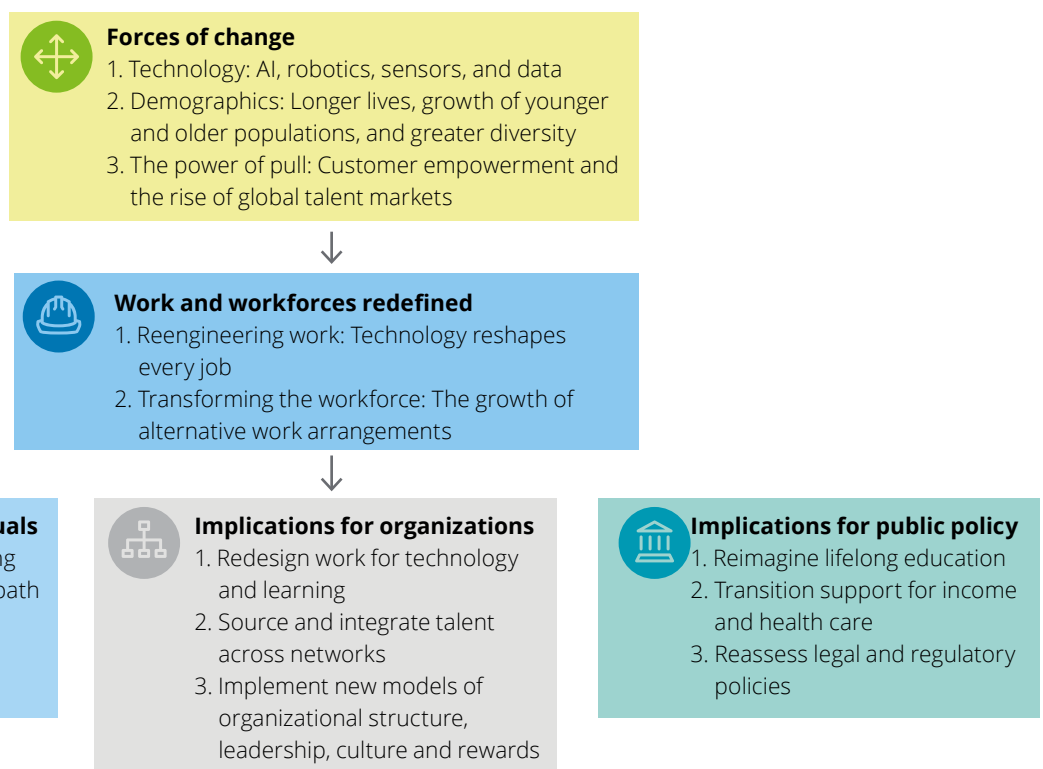 Forces of change
1. Technology: AI, robotics, sensors, and data
2. Demographics: Longer lives, growth of younger
and older populations, and greater diversity
3. The power of pull: Customer empowerment and
the rise of global talent markets
Work and workforces redefined
1. Reengineering work: Technology reshapes
every job
2. Transforming the workforce: The growth of
alternative work arrangements
uals
ng
path
Implications for organizations
1. Redesign work for technology
and learning
2. Source and integrate talent
across networks
3. Implement new models of
organizational structure,
leadership, culture and rewards
Implications for public policy
1. Reimagine lifelong education
2. Transition support for income
and health care
3. Reassess legal and regulatory
policies